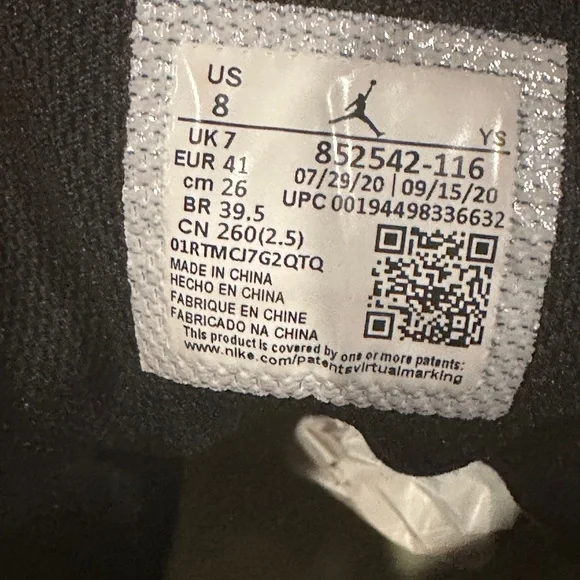 US
8
YS
UK 7
EUR 41
cm 26
BR 39.5
CN 260(2.5)
852542-116
07/29/20 | 09/15/20
UPC 00194498336632
01RTMCJ7G2QTQ
MADE IN CHINA
HECHO EN CHINA
FABRIQUE EN CHINE
FABRICADO NA CHINA
This product is covered by one or more patents:
www.nike.com/patentsvirtualmarking